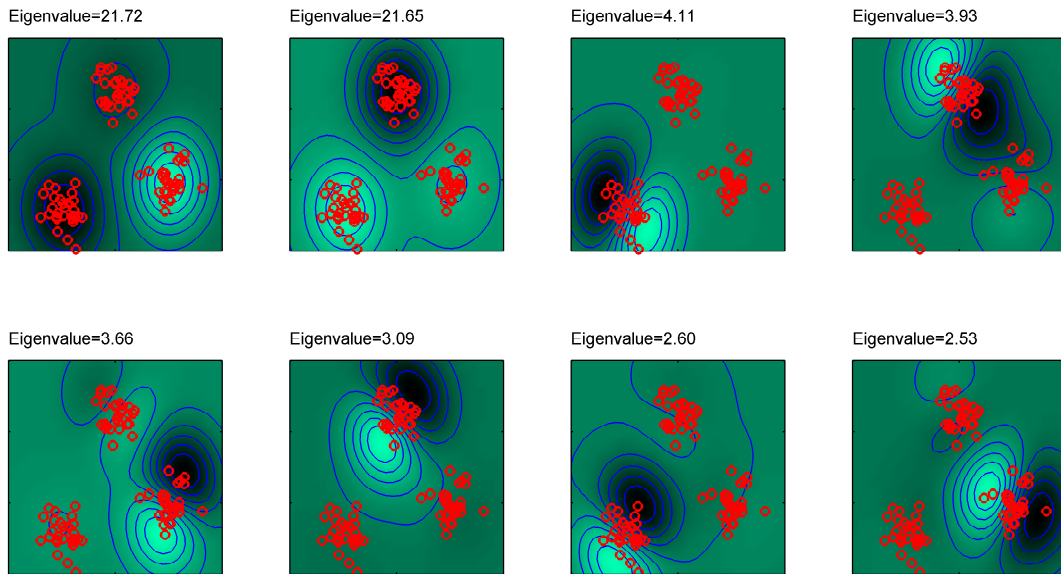 Eigenvalue=21.72
Eigenvalue=21.65
Eigenvalue=4.11
Eigenvalue=3.93
Eigenvalue=3.66
Eigenvalue=3.09
Eigenvalue=2.60
Eigenvalue=2.53